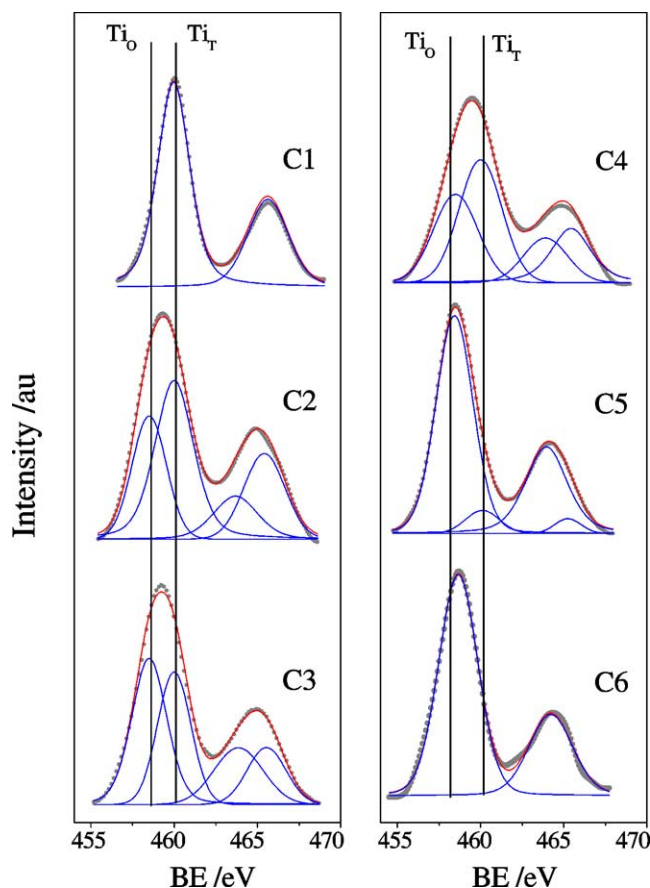 Ti_O Ti_T
C1
C2
C3
455 460 465 470
BE /eV
Ti_O Ti_T
C4
C5
C6
455 460 465 470
BE /eV
Intensity /au